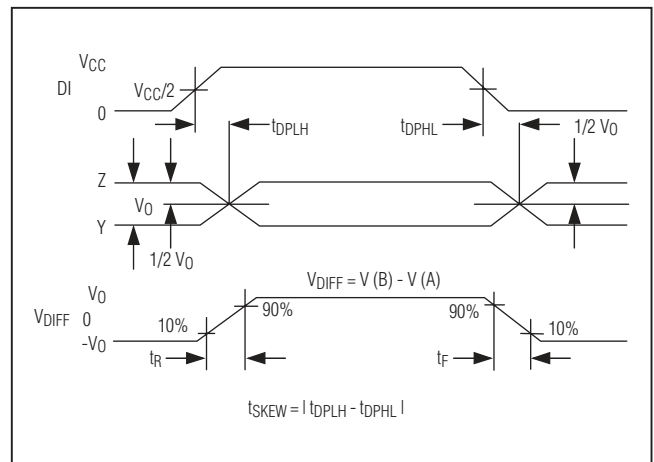 VCC
DI
VCC/2
0
tDPLH
tDPHL
1/2 VO
Z
VO
Y
1/2 VO
VDIFF = V (B) - V (A)
VO
VDIFF 0
-VO
10%
90%
90%
10%
tR
tF
tSKEW = | tDPLH - tDPHL |